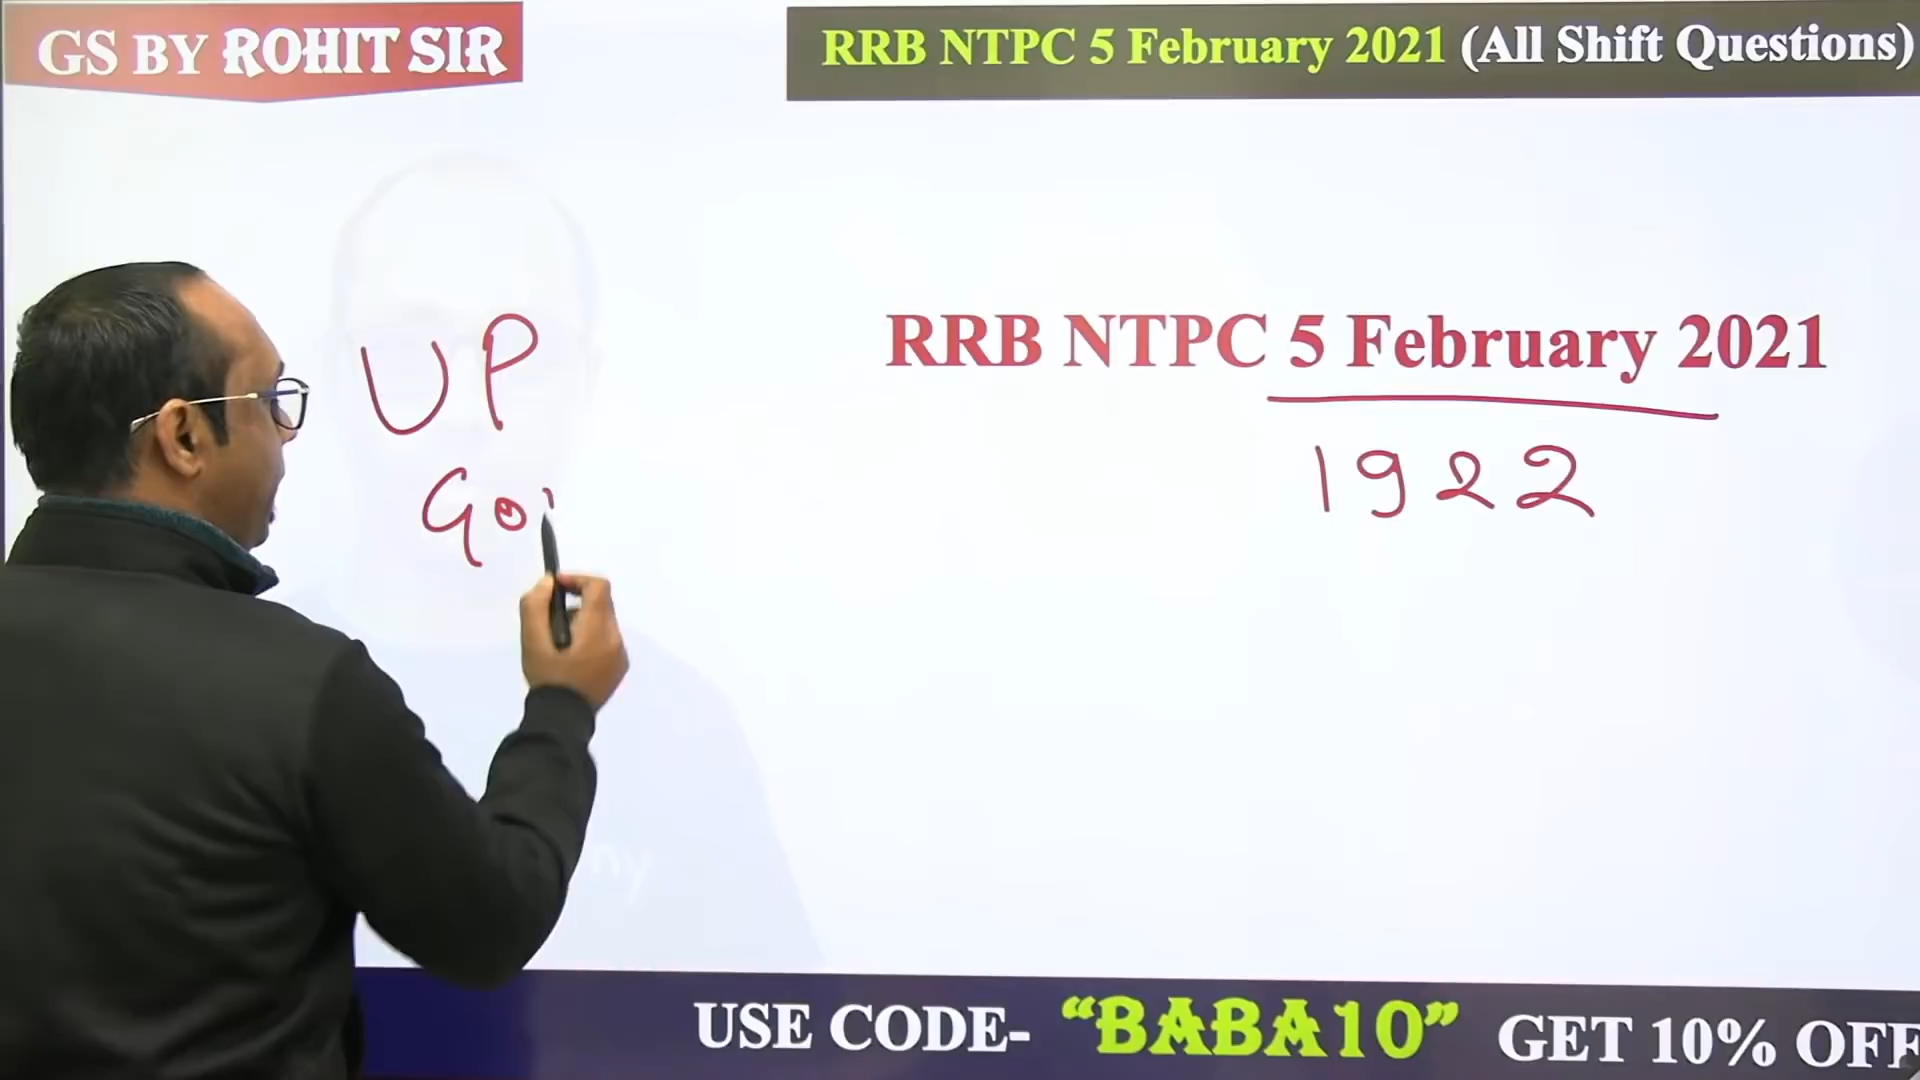 GS BY ROHIT SIR
RRB NTPC 5 February 2021 (All Shift Questions)
RRB NTPC 5 February 2021
1922
UP
Go
USE CODE- “BABA10” GET 10% OFF